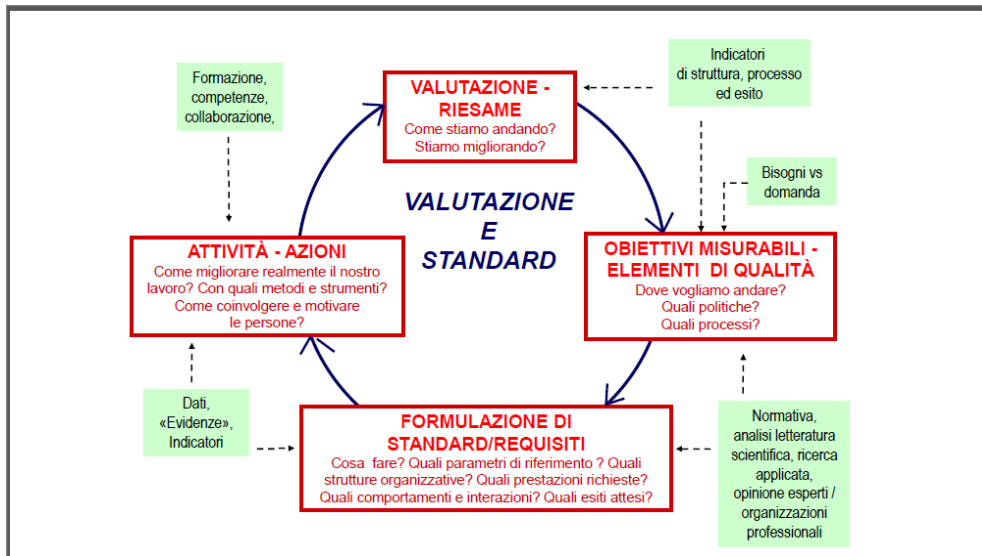 Formazione,
competenze,
collaborazione,
VALUTAZIONE -
RIESAME
Come stiamo andando?
Stiamo migliorando?
Indicatori
di struttura, processo
ed esito
Bisogni vs
domanda
VALUTAZIONE
E
STANDARD
ATTIVITÀ - AZIONI
Come migliorare realmente il nostro
lavoro? Con quali metodi e strumenti?
Come coinvolgere e motivare
le persone?
OBIETTIVI MISURABILI -
ELEMENTI DI QUALITÀ
Dove vogliamo andare?
Quali politiche?
Quali processi?
Dati,
«Evidenze»,
Indicatori
FORMULAZIONE DI
STANDARD/REQUISITI
Cosa fare? Quali parametri di riferimento ? Quali
strutture organizzative? Quali prestazioni richieste?
Quali comportamenti e interazioni? Quali esiti attesi?
Normativa,
analisi letteratura
scientifica, ricerca
applicata,
opinione esperti /
organizzazioni
professionali